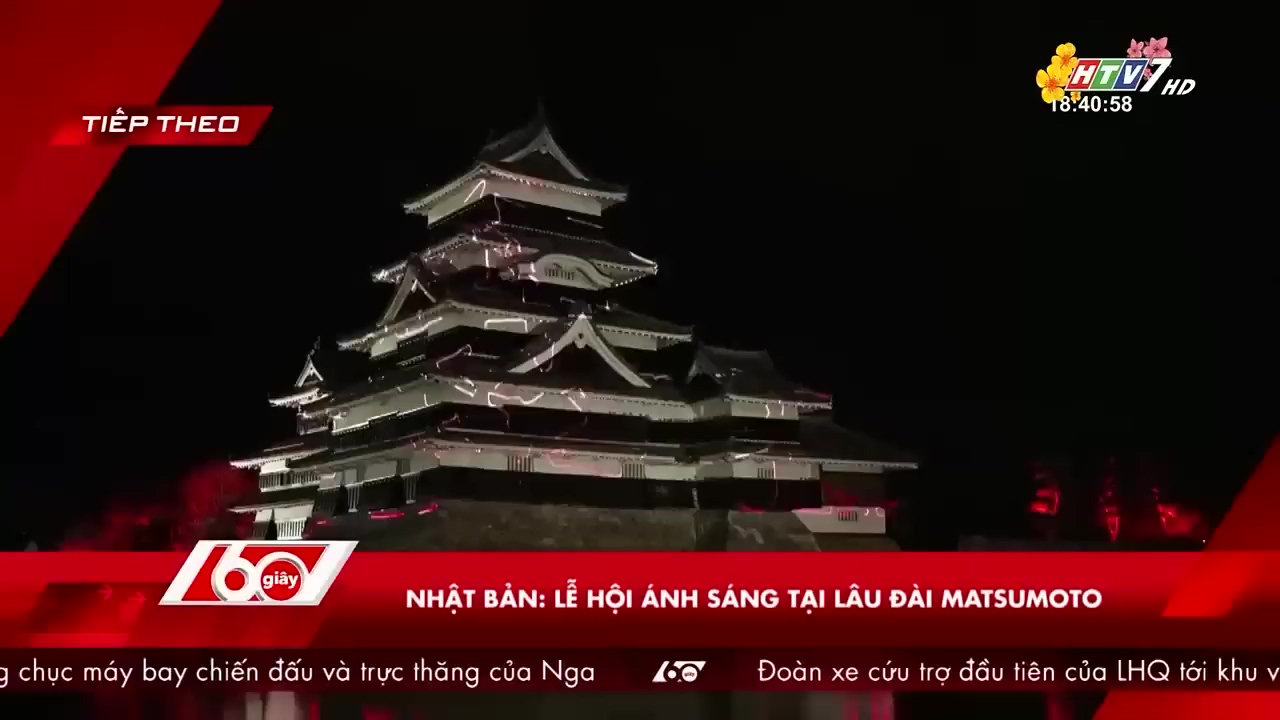 HTV7 HD
18:40:58
TIẾP THEO
60 giây
NHẬT BẢN: LỄ HỘI ÁNH SÁNG TẠI LÂU ĐÀI MATSUMOTO
chục máy bay chiến đấu và trực thăng của Nga 60 giây Đoàn xe cứu trợ đầu tiên của LHQ tới khu